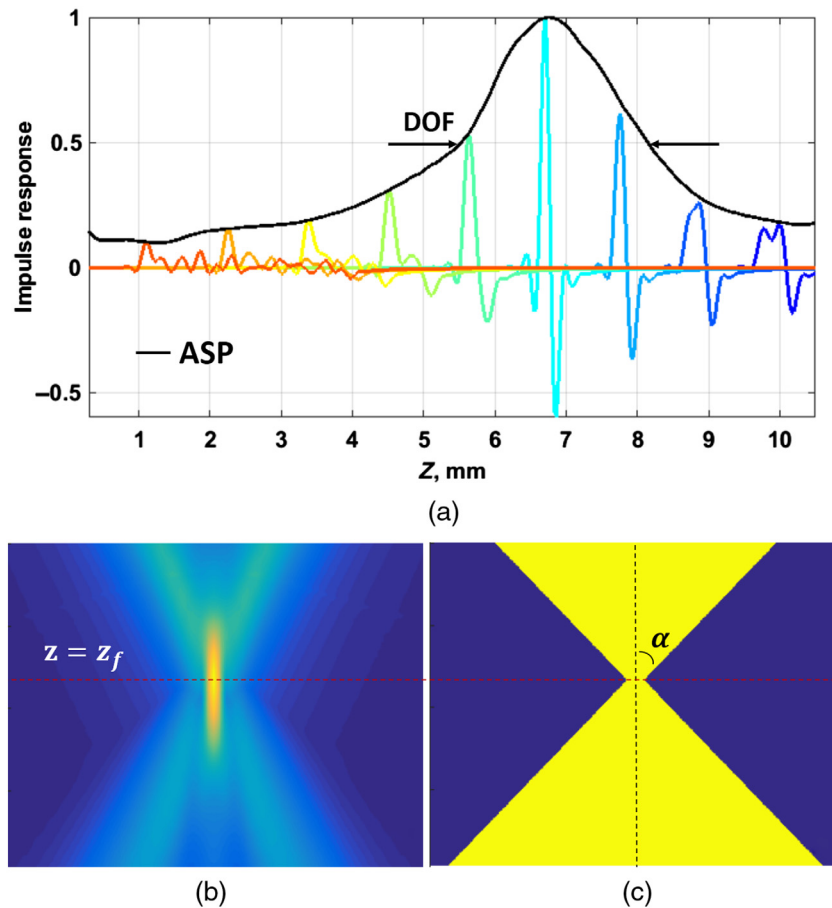 1
0.5
0
−0.5
Impulse response
DOF
ASP
1 2 3 4 5 6 7 8 9 10
Z, mm
(a)
z = z_f
α
(b) (c)